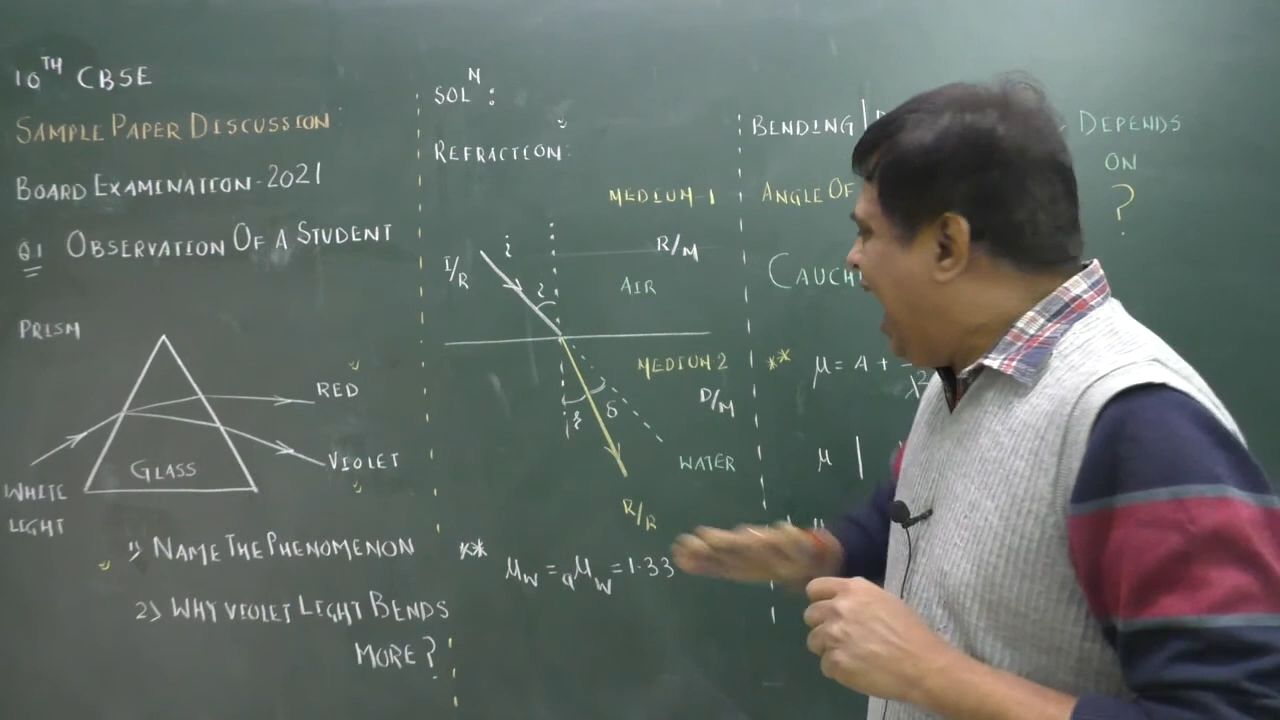 10TH CBSE
SAMPLE PAPER DISCUSSION
BOARD EXAMINATION-2021
Q1 OBSERVATION OF A STUDENT
PRISM
RED
VIOLET
GLASS
WHITE
LIGHT
1) NAME THE PHENOMENON
2) WHY VIOLET LIGHT BENDS
MORE?
SOLN:
REFRACTION:
MEDIUM-1
i
R/M
I/R
i
AIR
MEDIUM 2
D/M
δ
WATER
R/R
** μw = aμw = 1.33
BENDING
DEPENDS
ON
?
ANGLE OF
** μ = A +
λ2
μ